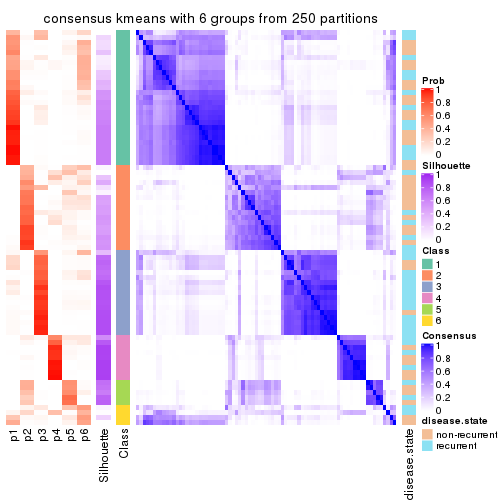 consensus kmeans with 6 groups from 250 partitions
Prob
1
0.8
0.6
0.4
0.2
0
Silhouette
1
0.8
0.6
0.4
0.2
0
Class
1
2
3
4
5
6
Consensus
1
0.8
0.6
0.4
0.2
0
disease.state
non-recurrent
recurrent
p1
p2
p3
p4
p5
p6
Silhouette
Class
disease.state